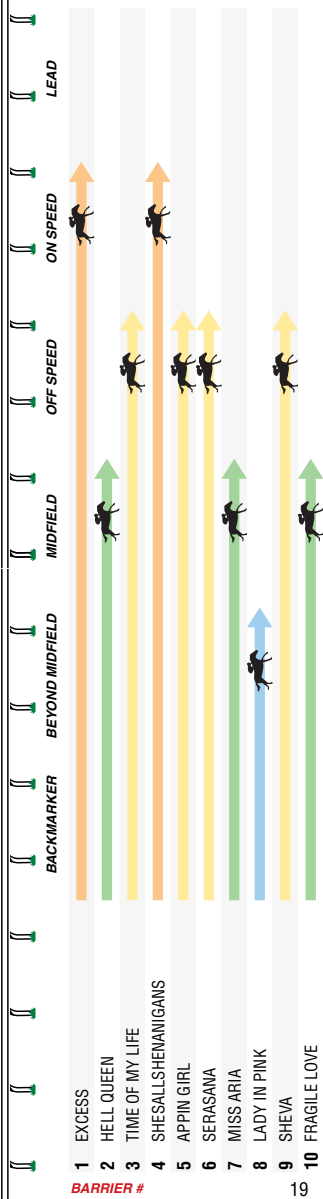 BACKMARKER BEYOND MIDFIELD MIDFIELD OFF SPEED ON SPEED LEAD
1 EXCESS
2 HELL QUEEN
3 TIME OF MY LIFE
4 SHESALLSHENANIGANS
5 APPIN GIRL
6 SERASANA
7 MISS ARIA
8 LADY IN PINK
9 SHEVA
10 FRAGILE LOVE
BARRIER #
19